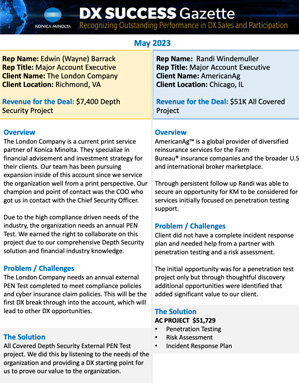 KONICA MINOLTA
DX SUCCESS Gazette
Recognizing Outstanding Performance in DX Sales and Participation
May 2023
Rep Name: Edwin (Wayne) Barrack
Rep Title: Major Account Executive
Client Name: The London Company
Client Location: Richmond, VA
Revenue for the Deal: $7,400 Depth
Security Project
Overview
The London Company is a current print service
partner of Konica Minolta. They specialize in
financial advisement and investment strategy for
their clients. Our team has been pursuing
expansion inside of this account since we service
the organization well from a print perspective. Our
champion and point of contact was the COO who
got us in contact with the Chief Security Officer.
Due to the high compliance driven needs of the
industry, the organization needs an annual PEN
Test. We earned the right to collaborate on this
project due to our comprehensive Depth Security
solution and financial industry knowledge.
Problem / Challenges
The London Company needs an annual external
PEN Test completed to meet compliance policies
and cyber insurance claim policies. This will be the
first DX break through into the account, which will
lead to other DX opportunities.
The Solution
All Covered Depth Security External PEN Test
project. We did this by listening to the needs of the
organization and providing a DX starting point for
us to prove our value to the organization.
Rep Name: Randi Windemuller
Rep Title: Major Account Executive
Client Name: AmericanAg
Client Location: Chicago, IL
Revenue for the Deal: $51K All Covered
Project
Overview
AmericanAg™ is a global provider of diversified
reinsurance services for the Farm
Bureau® insurance companies and the broader U.S
and international broker marketplace.
Through persistent follow up Randi was able to
secure an opportunity for KM to be considered for
services initially focused on penetration testing
support.
Problem / Challenges
Client did not have a complete incident response
plan and needed help from a partner with
penetration testing and a risk assessment.
The initial opportunity was for a penetration test
project only but through thoughtful discovery
additional opportunities were identified that
added significant value to our client.
The Solution
AC PROJECT $51,729
• Penetration Testing
• Risk Assessment
• Incident Response Plan